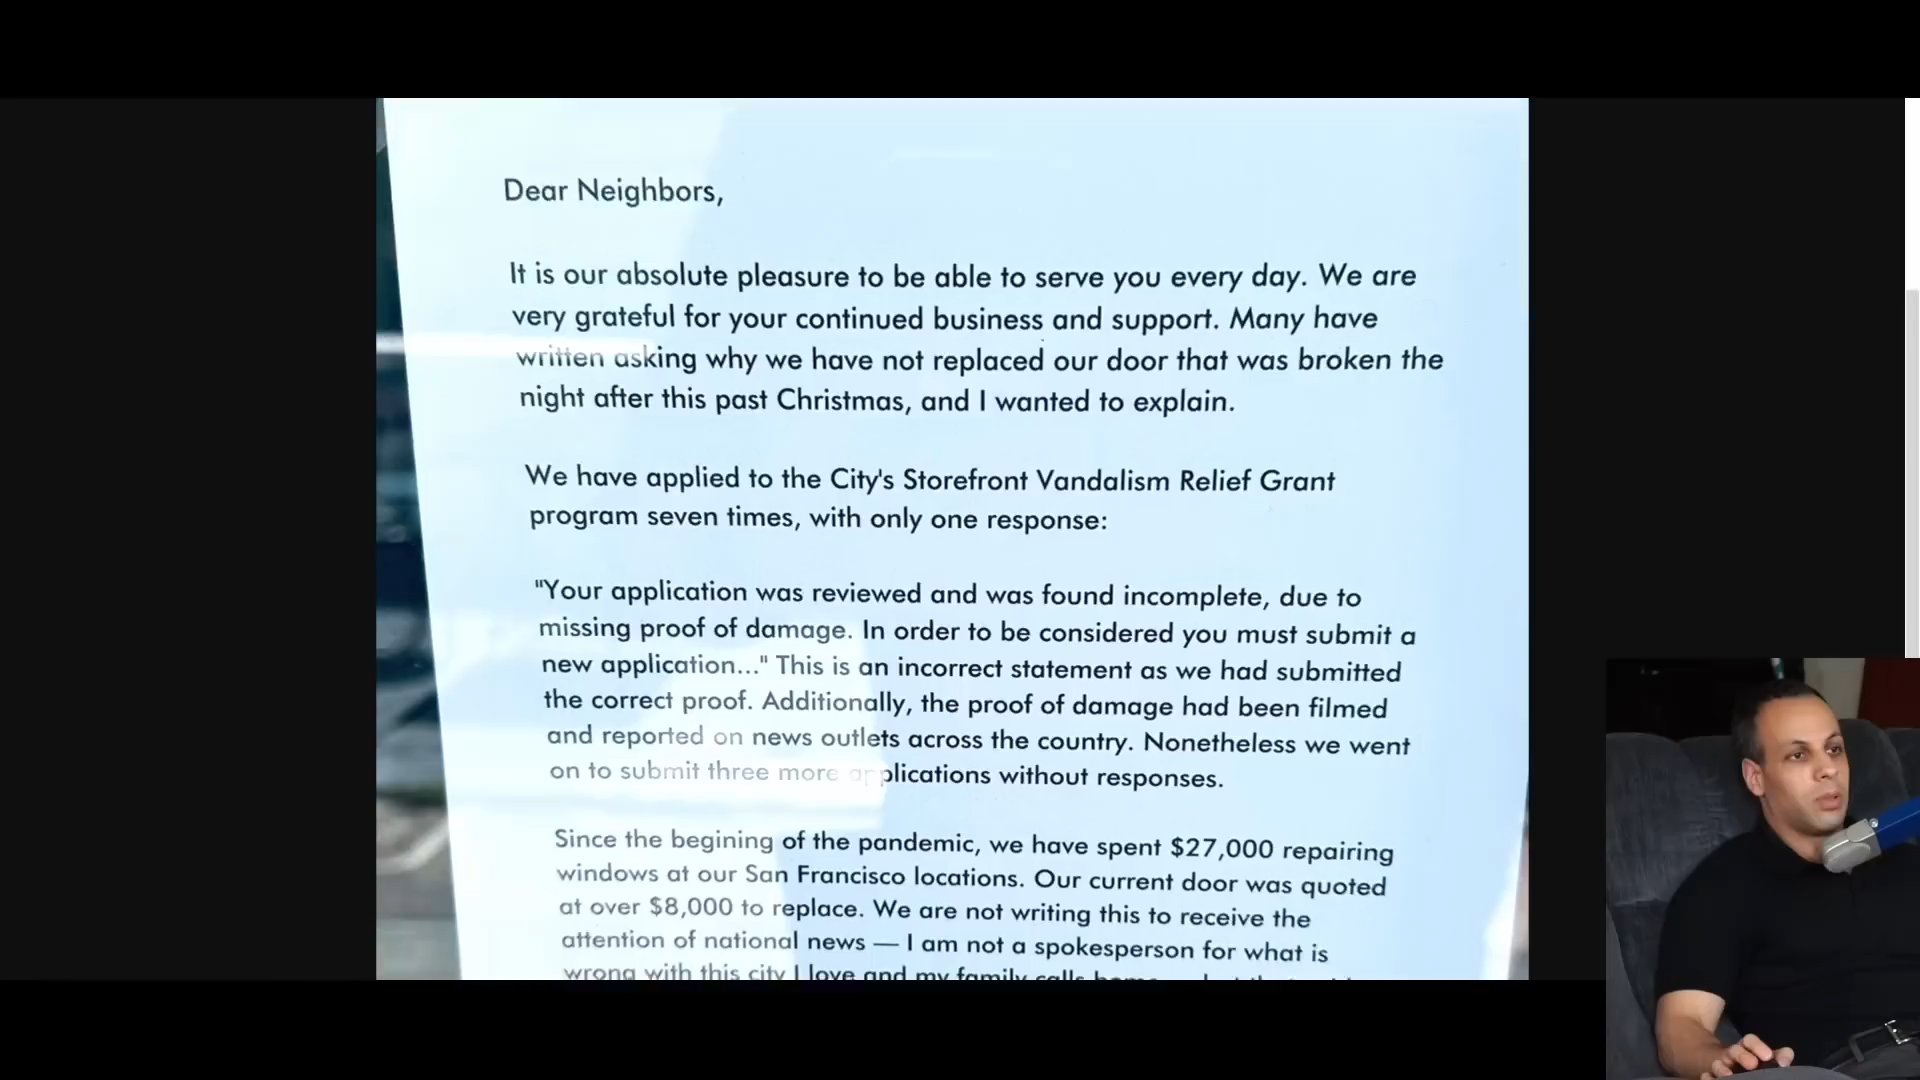 Dear Neighbors,
It is our absolute pleasure to be able to serve you every day. We are
very grateful for your continued business and support. Many have
written asking why we have not replaced our door that was broken the
night after this past Christmas, and I wanted to explain.
We have applied to the City's Storefront Vandalism Relief Grant
program seven times, with only one response:
"Your application was reviewed and was found incomplete, due to
missing proof of damage. In order to be considered you must submit a
new application..." This is an incorrect statement as we had submitted
the correct proof. Additionally, the proof of damage had been filmed
and reported on news outlets across the country. Nonetheless we went
on to submit three more applications without responses.
Since the begining of the pandemic, we have spent $27,000 repairing
windows at our San Francisco locations. Our current door was quoted
at over $8,000 to replace. We are not writing this to receive the
attention of national news — I am not a spokesperson for what is
wrong with this city I love and my family calls